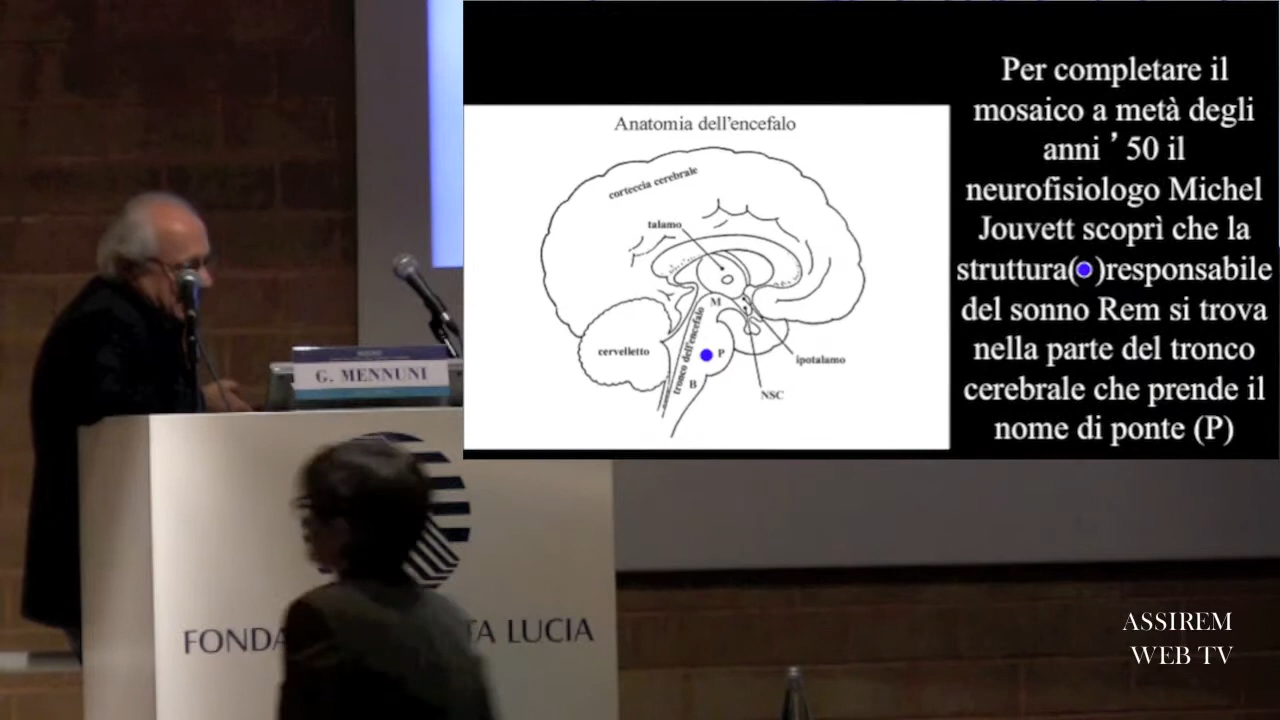 Anatomia dell'encefalo
corteccia cerebrale
talamo
M
tronco dell'encefalo
cervelletto
P
ipotalamo
B
NSC
Per completare il
mosaico a metà degli
anni ’50 il
neurofisiologo Michel
Jouvett scoprì che la
struttura()responsabile
del sonno Rem si trova
nella parte del tronco
cerebrale che prende il
nome di ponte (P)
G. MENNUNI
FONDA TA LUCIA
ASSIREM
WEB TV